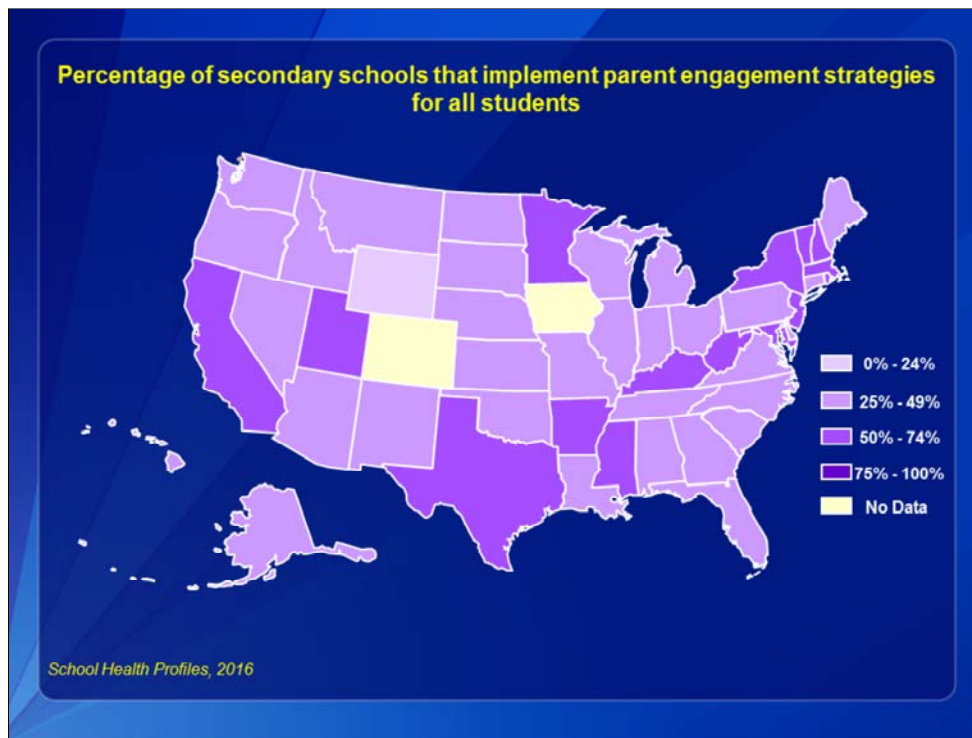 Percentage of secondary schools that implement parent engagement strategies
for all students
0% - 24%
25% - 49%
50% - 74%
75% - 100%
No Data
School Health Profiles, 2016